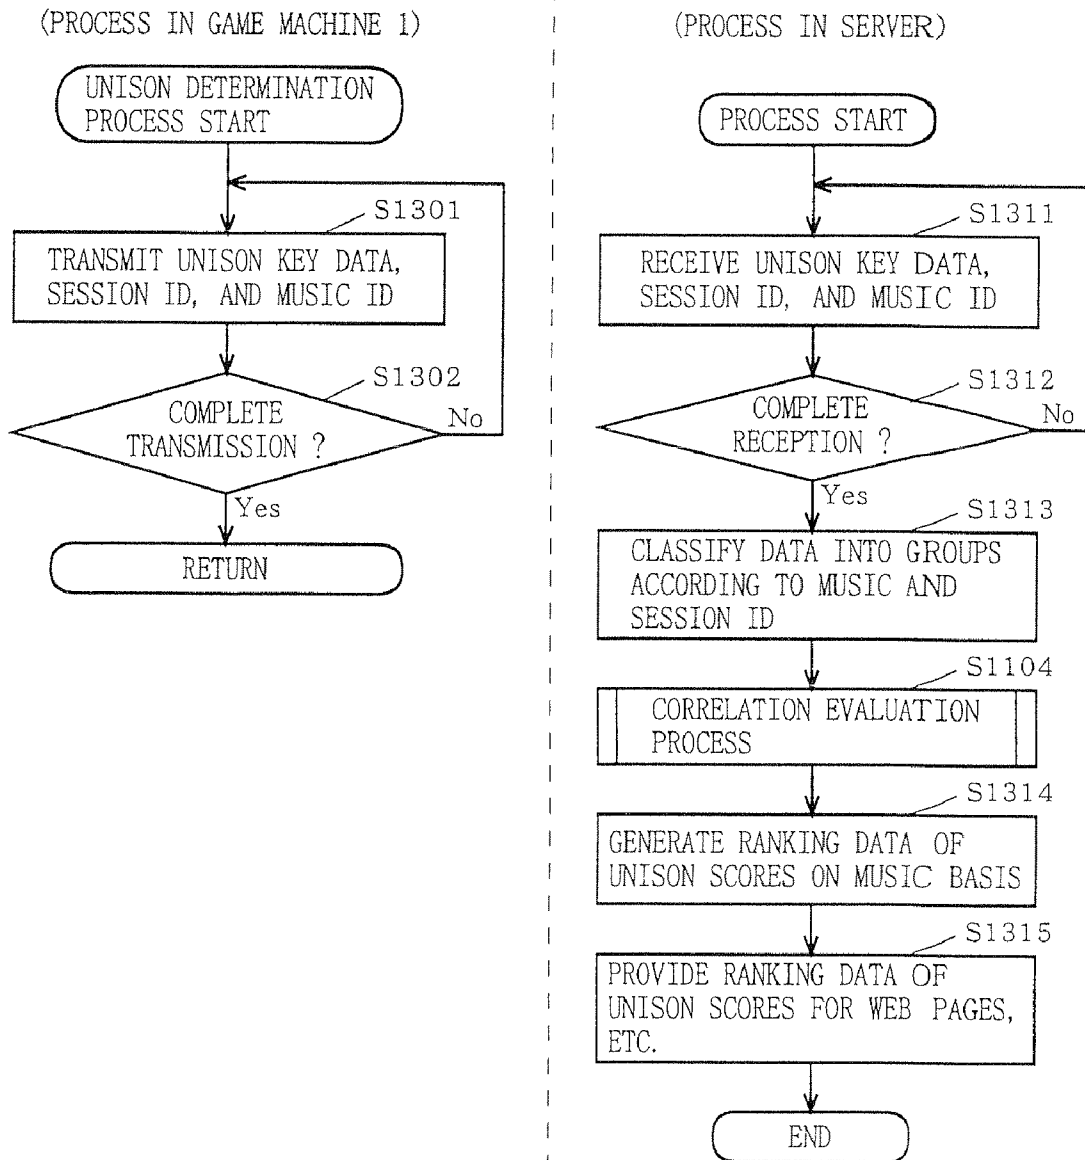 (PROCESS IN GAME MACHINE 1)
UNISON DETERMINATION
PROCESS START
S1301
TRANSMIT UNISON KEY DATA,
SESSION ID, AND MUSIC ID
S1302
COMPLETE
TRANSMISSION ?
No
Yes
RETURN
(PROCESS IN SERVER)
PROCESS START
S1311
RECEIVE UNISON KEY DATA,
SESSION ID, AND MUSIC ID
S1312
COMPLETE
RECEPTION ?
No
Yes
S1313
CLASSIFY DATA INTO GROUPS
ACCORDING TO MUSIC AND
SESSION ID
S1104
CORRELATION EVALUATION
PROCESS
S1314
GENERATE RANKING DATA OF
UNISON SCORES ON MUSIC BASIS
S1315
PROVIDE RANKING DATA OF
UNISON SCORES FOR WEB PAGES,
ETC.
END